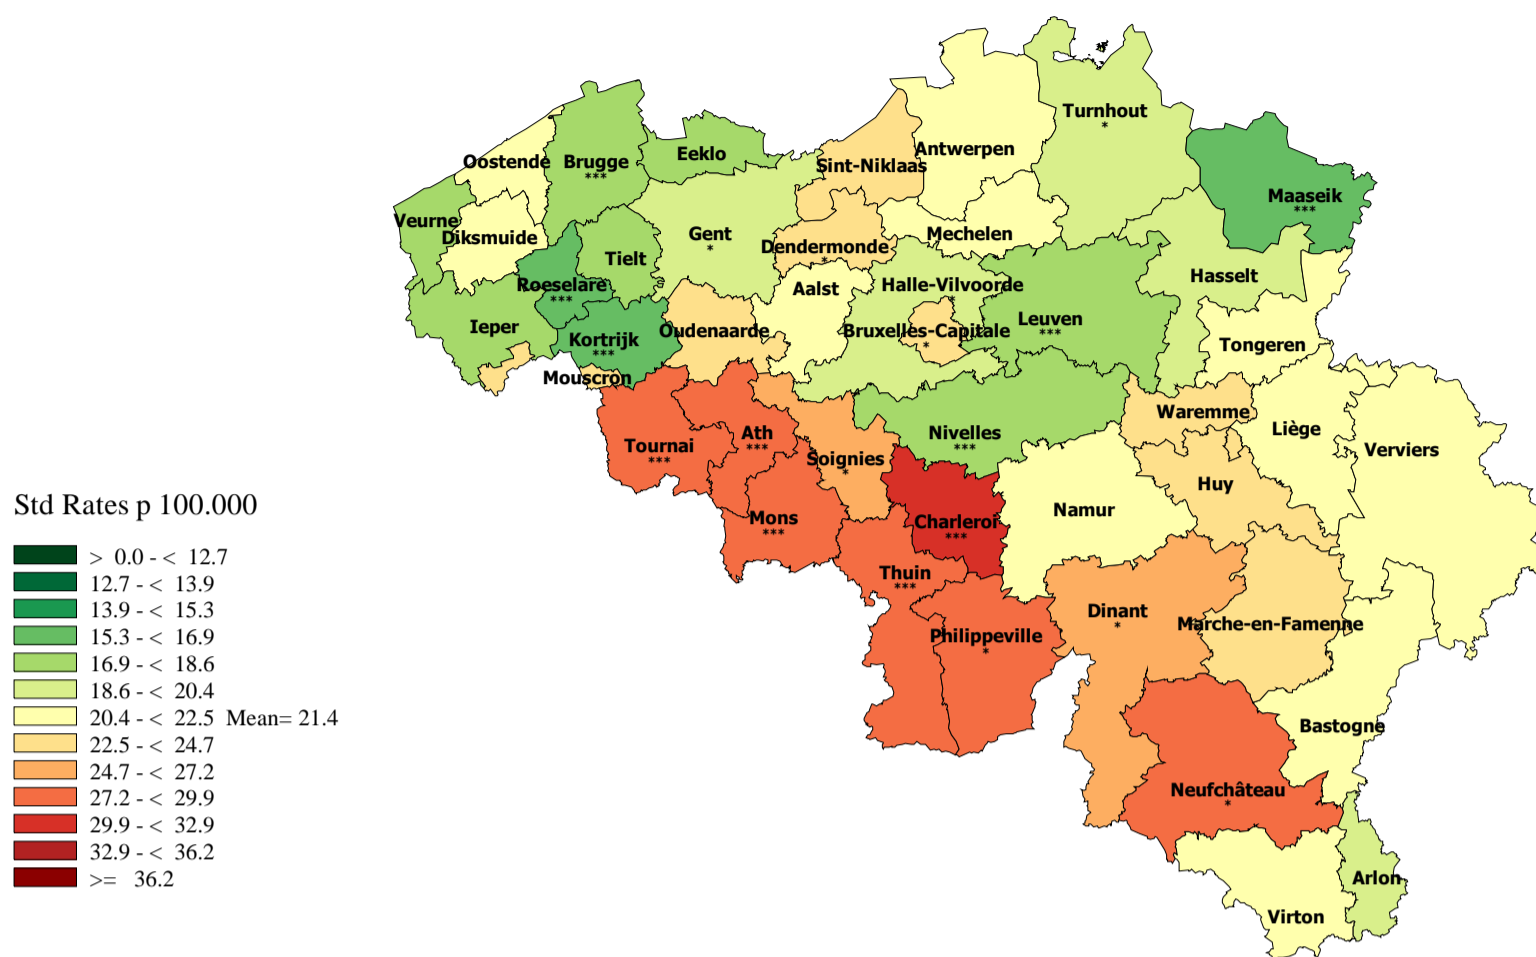 Turnhout
*
Antwerpen
Oostende
Brugge
***
Eeklo
Sint-Niklaas
Maaseik
***
Veurne
Diksmuide
Gent
*
Dendermonde
*
Mechelen
Tielt
Roeselare
***
Aalst
Halle-Vilvoorde
*
Hasselt
Ieper
Kortrijk
***
Oudenaarde
Bruxelles-Capitale
*
Leuven
***
Tongeren
Mouscron
Waremme
Tournai
***
Ath
***
Soignies
*
Nivelles
***
Liège
Verviers
Huy
Mons
***
Charleroi
***
Namur
Thuin
***
Philippeville
*
Dinant
*
Marche-en-Famenne
Bastogne
Neufchâteau
*
Arlon
Virton
Std Rates p 100.000
> 0.0 - < 12.7
12.7 - < 13.9
13.9 - < 15.3
15.3 - < 16.9
16.9 - < 18.6
18.6 - < 20.4
20.4 - < 22.5 Mean= 21.4
22.5 - < 24.7
24.7 - < 27.2
27.2 - < 29.9
29.9 - < 32.9
32.9 - < 36.2
>= 36.2